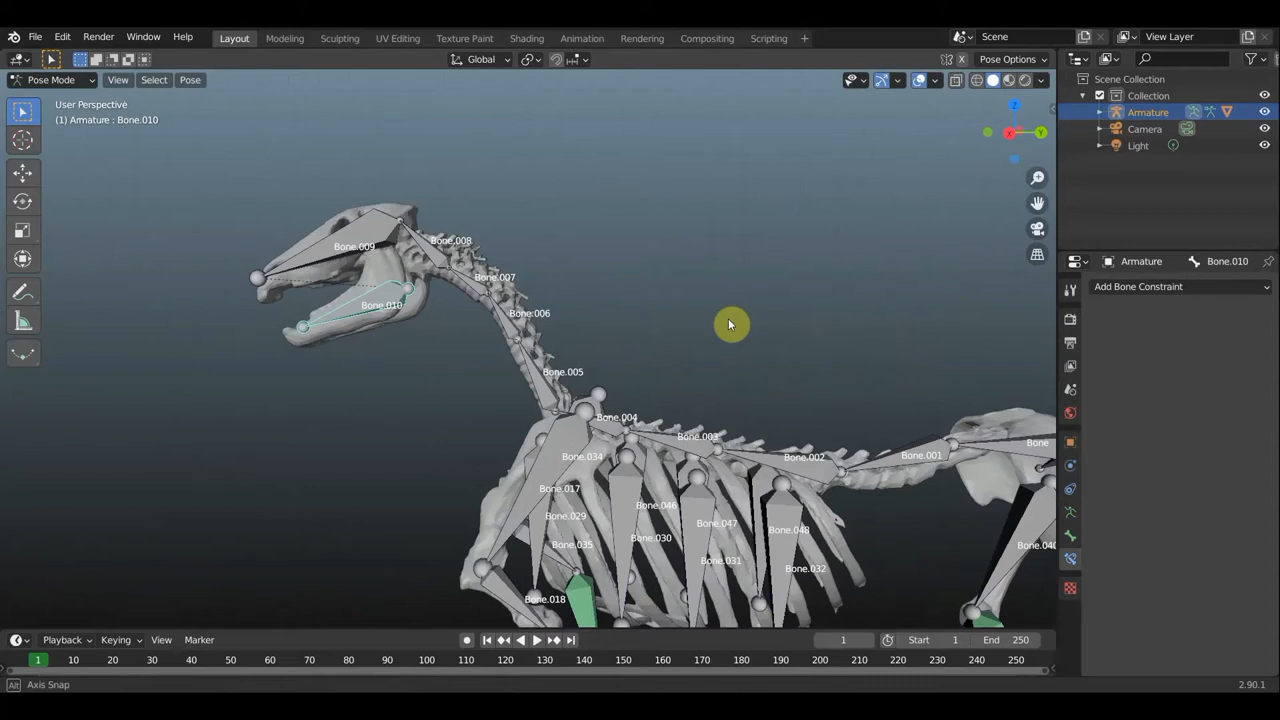 File Edit Render Window Help Layout Modeling Sculpting UV Editing Texture Paint Shading Animation Rendering Compositing Scripting + Scene View Layer
Global X Pose Options
Pose Mode View Select Pose
User Perspective
(1) Armature : Bone.010
Z
X
Y
Scene Collection
Collection
Armature
Camera
Light
Armature Bone.010
Add Bone Constraint
Bone.008
Bone.009
Bone.007
Bone.010
Bone.006
Bone.005
Bone.004
Bone.003
Bone
Bone.002
Bone.001
Bone.034
Bone.017
Bone.046
Bone.029
Bone.047
Bone.048
Bone.030
Bone.035
Bone.040
Bone.031
Bone.032
Bone.018
Playback Keying View Marker 1 Start 1 End 250
1 10 20 30 40 50 60 70 80 90 100 110 120 130 140 150 160 170 180 190 200 210 220 230 240 250
Alt Axis Snap 2.90.1